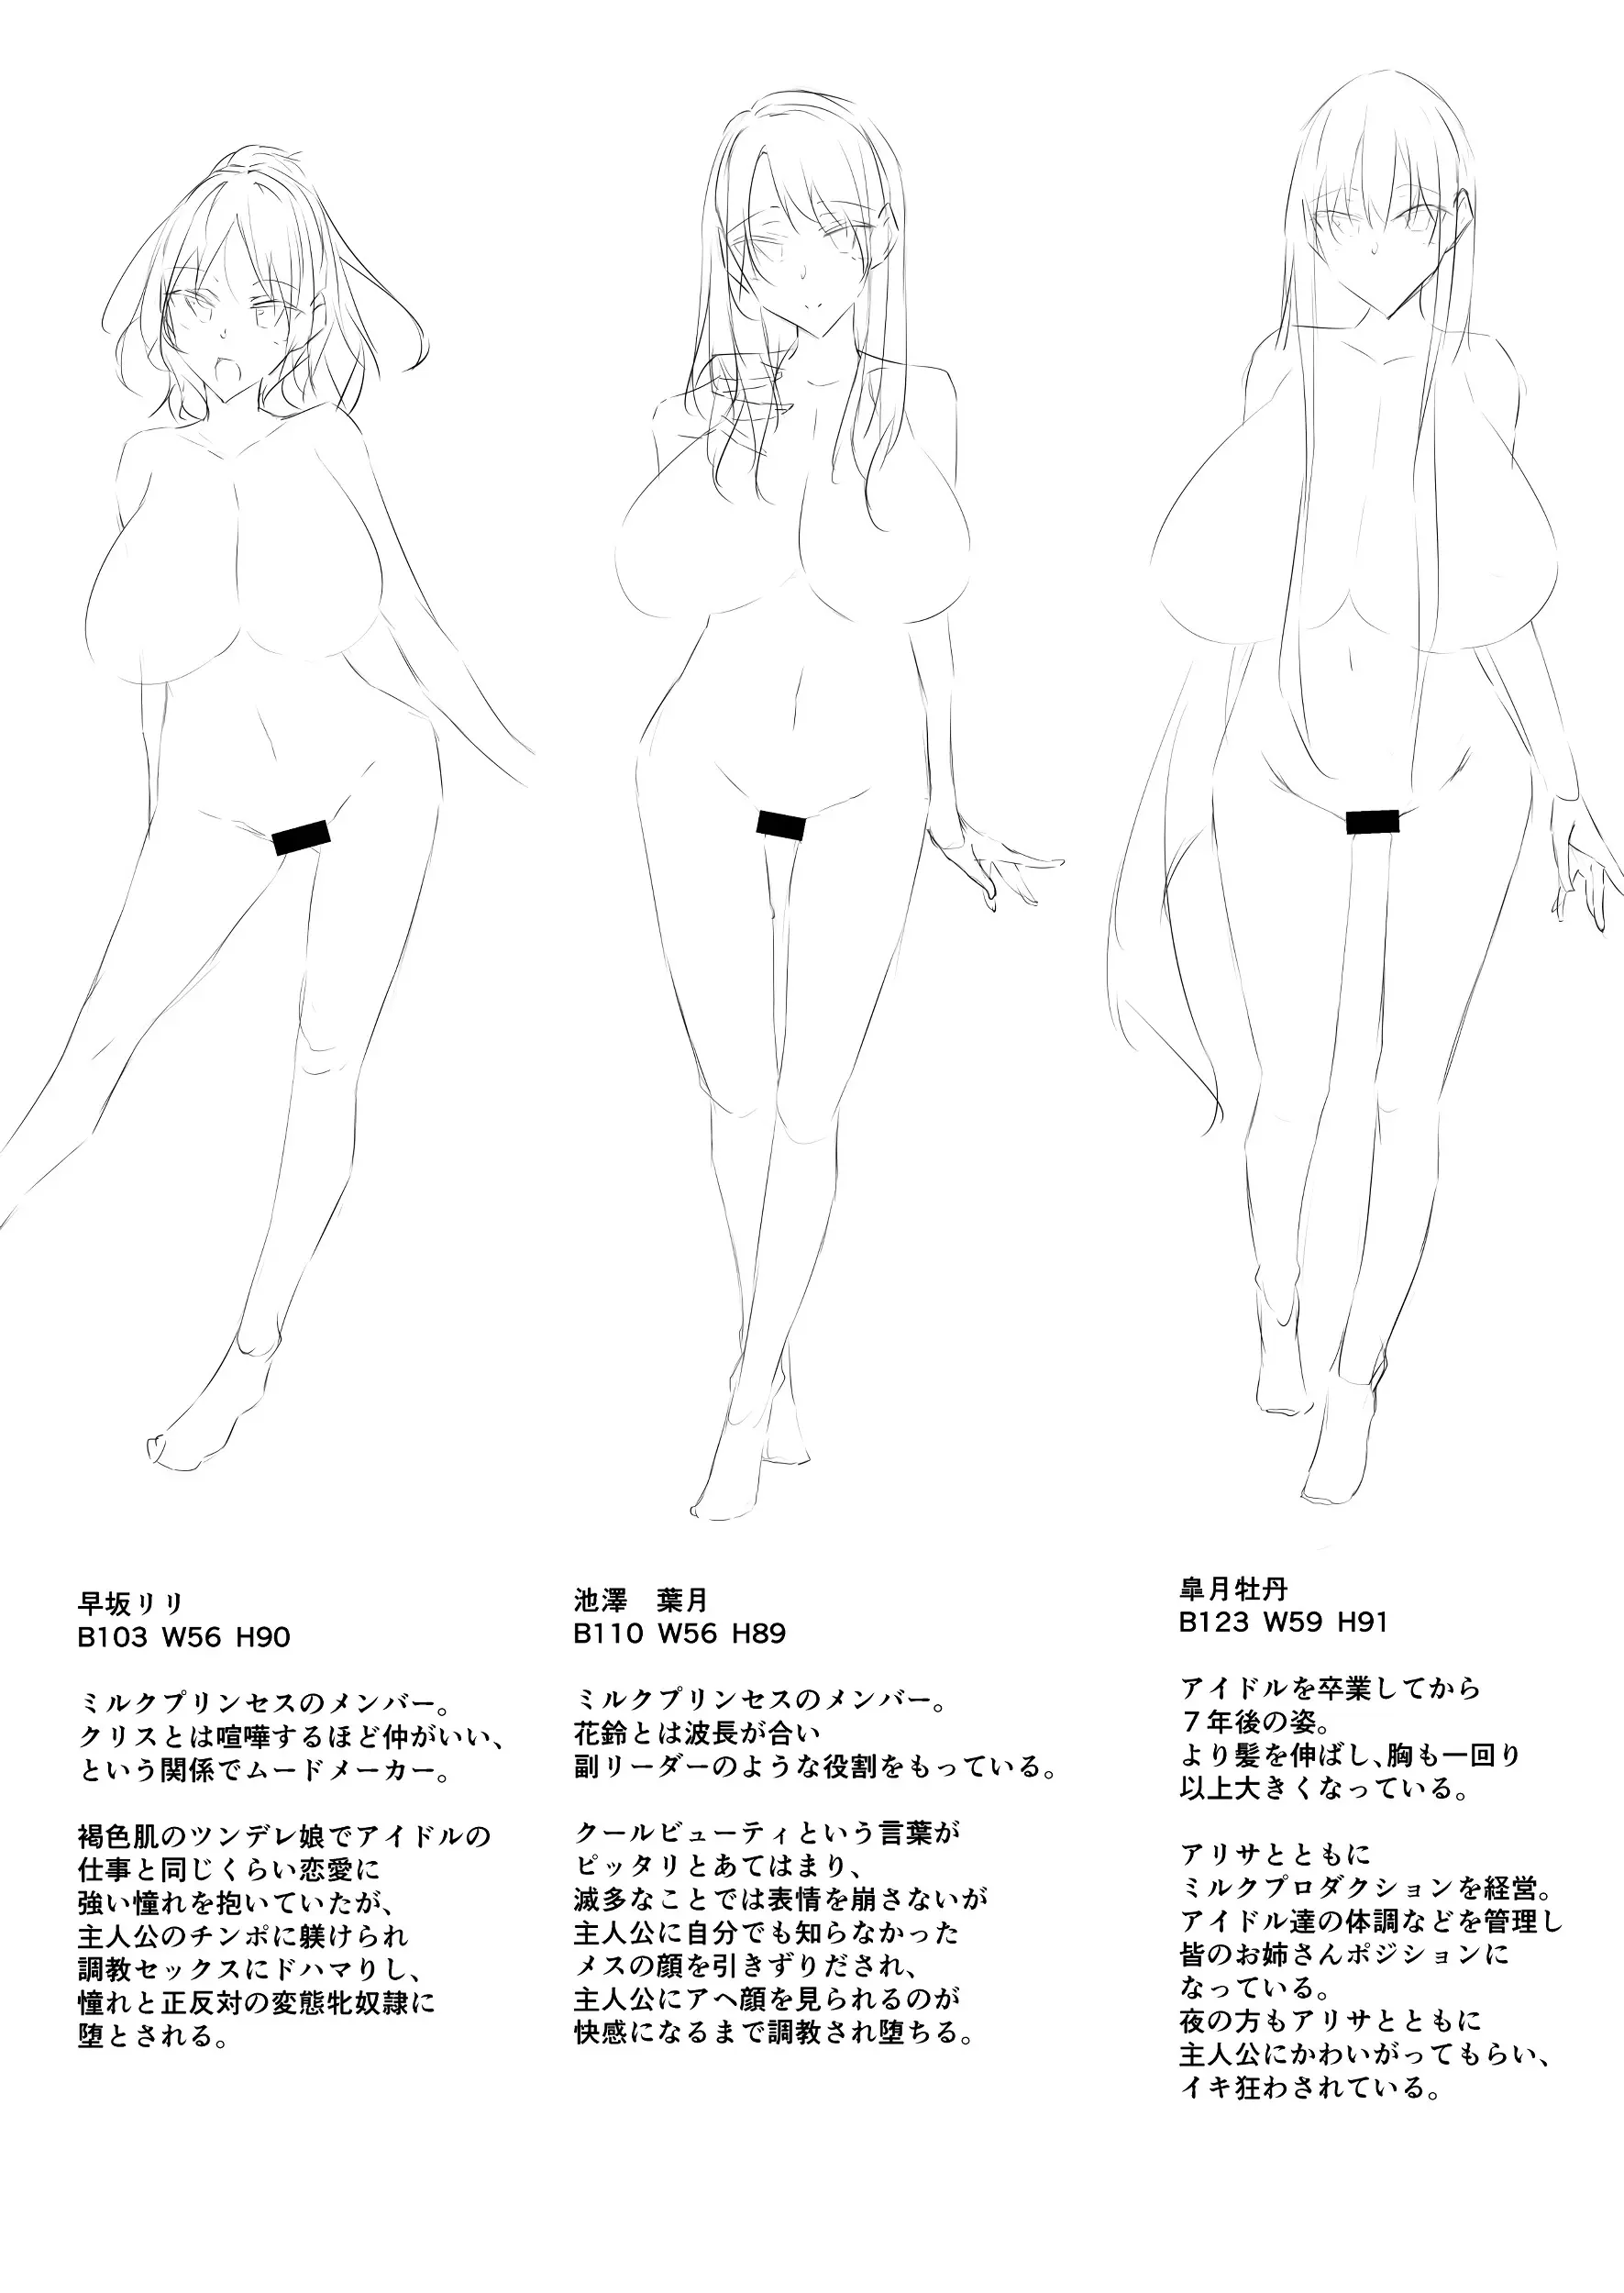 早坂リリ
B103 W56 H90
ミルクプリンセスのメンバー。
クリスとは喧嘩するほど仲がいい、
という関係でムードメーカー。
褐色肌のツンデレ娘でアイドルの
仕事と同じくらい恋愛に
強い憧れを抱いていたが、
主人公のチンポに躾けられ
調教セックスにドハマりし、
憧れと正反対の変態牝奴隷に
堕とされる。
池澤　葉月
B110 W56 H89
ミルクプリンセスのメンバー。
花鈴とは波長が合い
副リーダーのような役割をもっている。
クールビューティという言葉が
ピッタリとあてはまり、
滅多なことでは表情を崩さないが
主人公に自分でも知らなかった
メスの顔を引きずりだされ、
主人公にアヘ顔を見られるのが
快感になるまで調教され堕ちる。
皐月牡丹
B123 W59 H91
アイドルを卒業してから
７年後の姿。
より髪を伸ばし、胸も一回り
以上大きくなっている。
アリサとともに
ミルクプロダクションを経営。
アイドル達の体調などを管理し
皆のお姉さんポジションに
なっている。
夜の方もアリサとともに
主人公にかわいがってもらい、
イキ狂わされている。